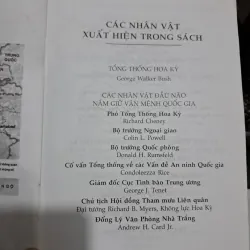 CÁC NHÂN VẬT
XUẤT HIỆN TRONG SÁCH
TỔNG THỐNG HOA KỲ
George Walker Bush
CÁC NHÂN VẬT ĐẦU NÃO
NẮM GIỮ VẬN MỆNH QUỐC GIA
Phó Tổng Thống Hoa Kỳ
Richard Cheney
Bộ trưởng Ngoại giao
Colin L. Powell
Bộ trưởng Quốc phòng
Donald H. Rumsfeld
Cố vấn Tổng thống về các Vấn đề An ninh Quốc gia
Condoleezza Rice
Giám đốc Cục Tình báo Trung ương
George J. Tenet
Chủ tịch Hội đồng Tham mưu Liên quân
Đại tướng Richard B. Myers, Không lực Hoa Kỳ
Đổng Lý Văn Phòng Nhà Trắng
Andrew H. Card Jr.